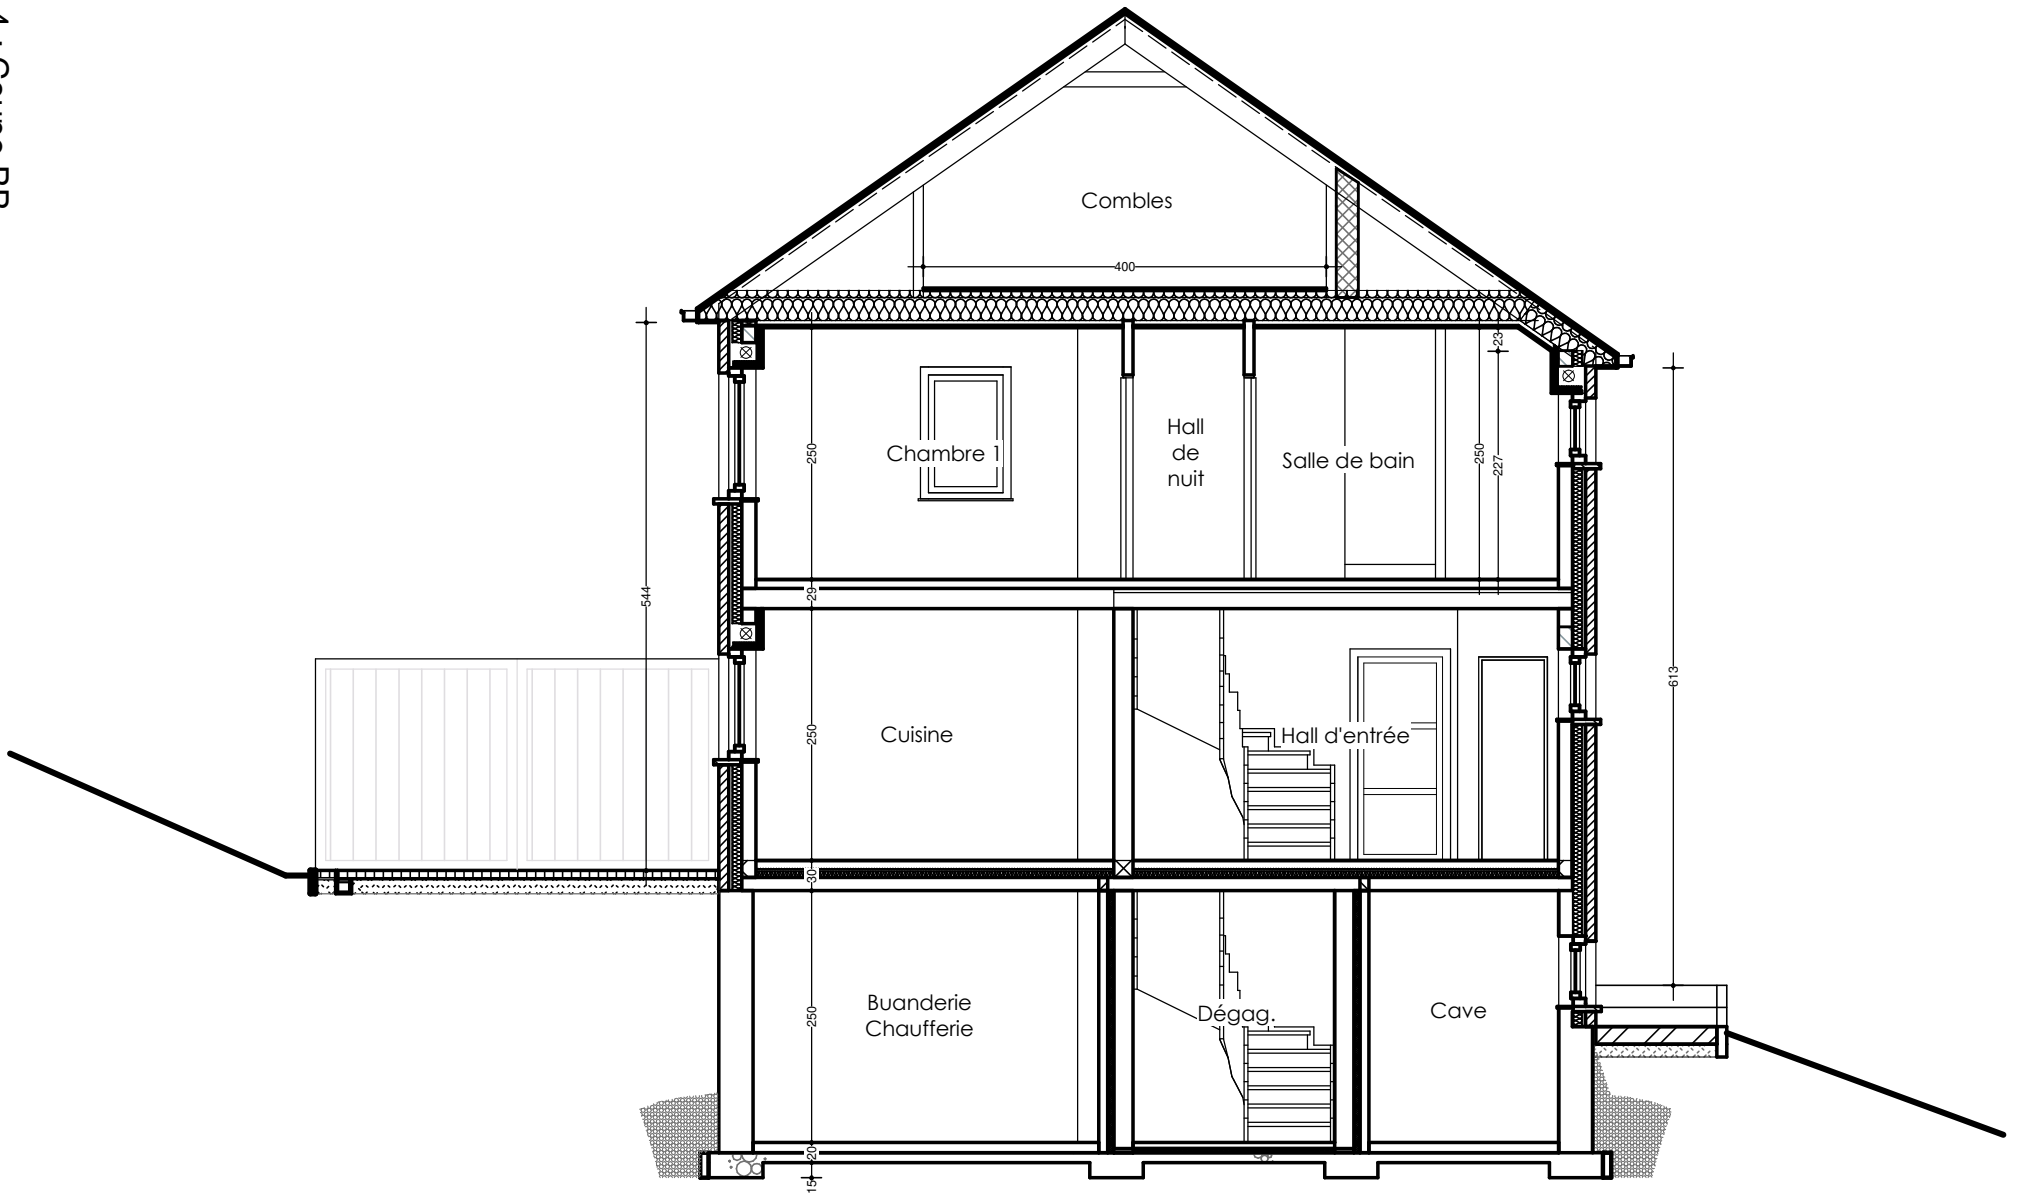 Combles
400
23
Chambre 1
Hall
de
nuit
Salle de bain
250
250
227
29
544
613
Cuisine
250
Hall d'entrée
30
Buanderie
Chaufferie
250
Dégag.
Cave
20
15